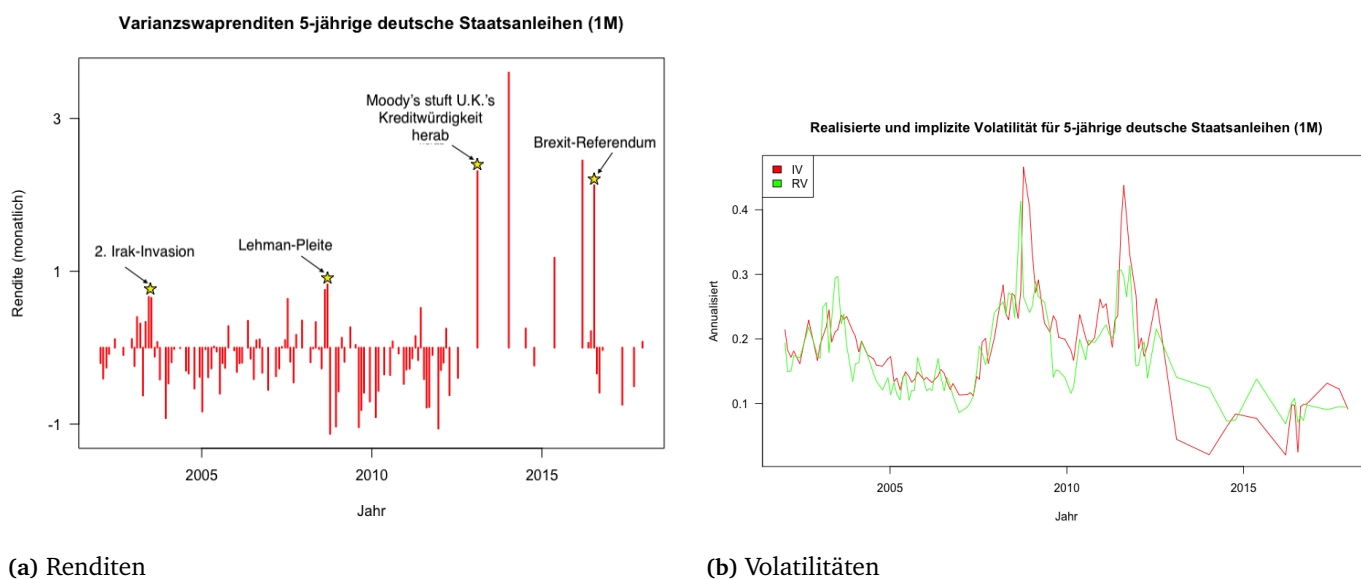 Varianzswaprenditen 5-jährige deutsche Staatsanleihen (1M)
Rendite (monatlich)
3
1
-1
Moody's stuft U.K.'s
Kreditwürdigkeit
herab
Brexit-Referendum
2. Irak-Invasion
Lehman-Pleite
2005
2010
2015
Jahr
(a) Renditen
Realisierte und implizite Volatilität für 5-jährige deutsche Staatsanleihen (1M)
IV
RV
Annualisiert
0.4
0.3
0.2
0.1
2005
2010
2015
Jahr
(b) Volatilitäten